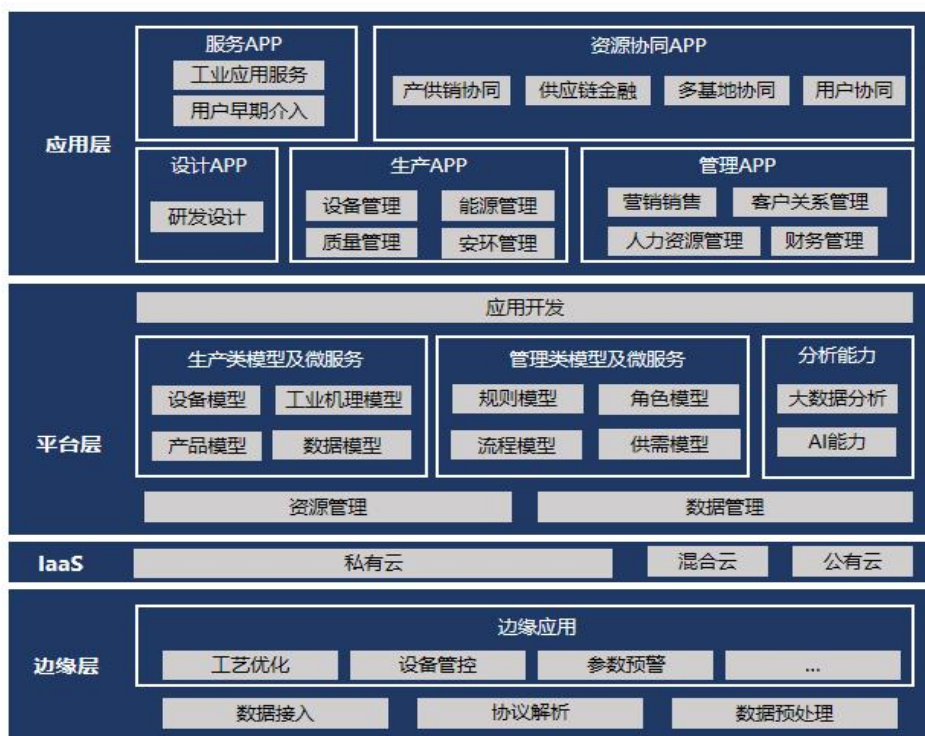 应用层
服务APP
工业应用服务
用户早期介入
资源协同APP
产供销协同 供应链金融 多基地协同 用户协同
设计APP
研发设计
生产APP
设备管理 能源管理
质量管理 安环管理
管理APP
营销销售 客户关系管理
人力资源管理 财务管理
平台层
应用开发
生产类模型及微服务
设备模型 工业机理模型
产品模型 数据模型
管理类模型及微服务
规则模型 角色模型
流程模型 供需模型
分析能力
大数据分析
AI能力
资源管理 数据管理
IaaS
私有云 混合云 公有云
边缘层
边缘应用
工艺优化 设备管控 参数预警 ...
数据接入 协议解析 数据预处理